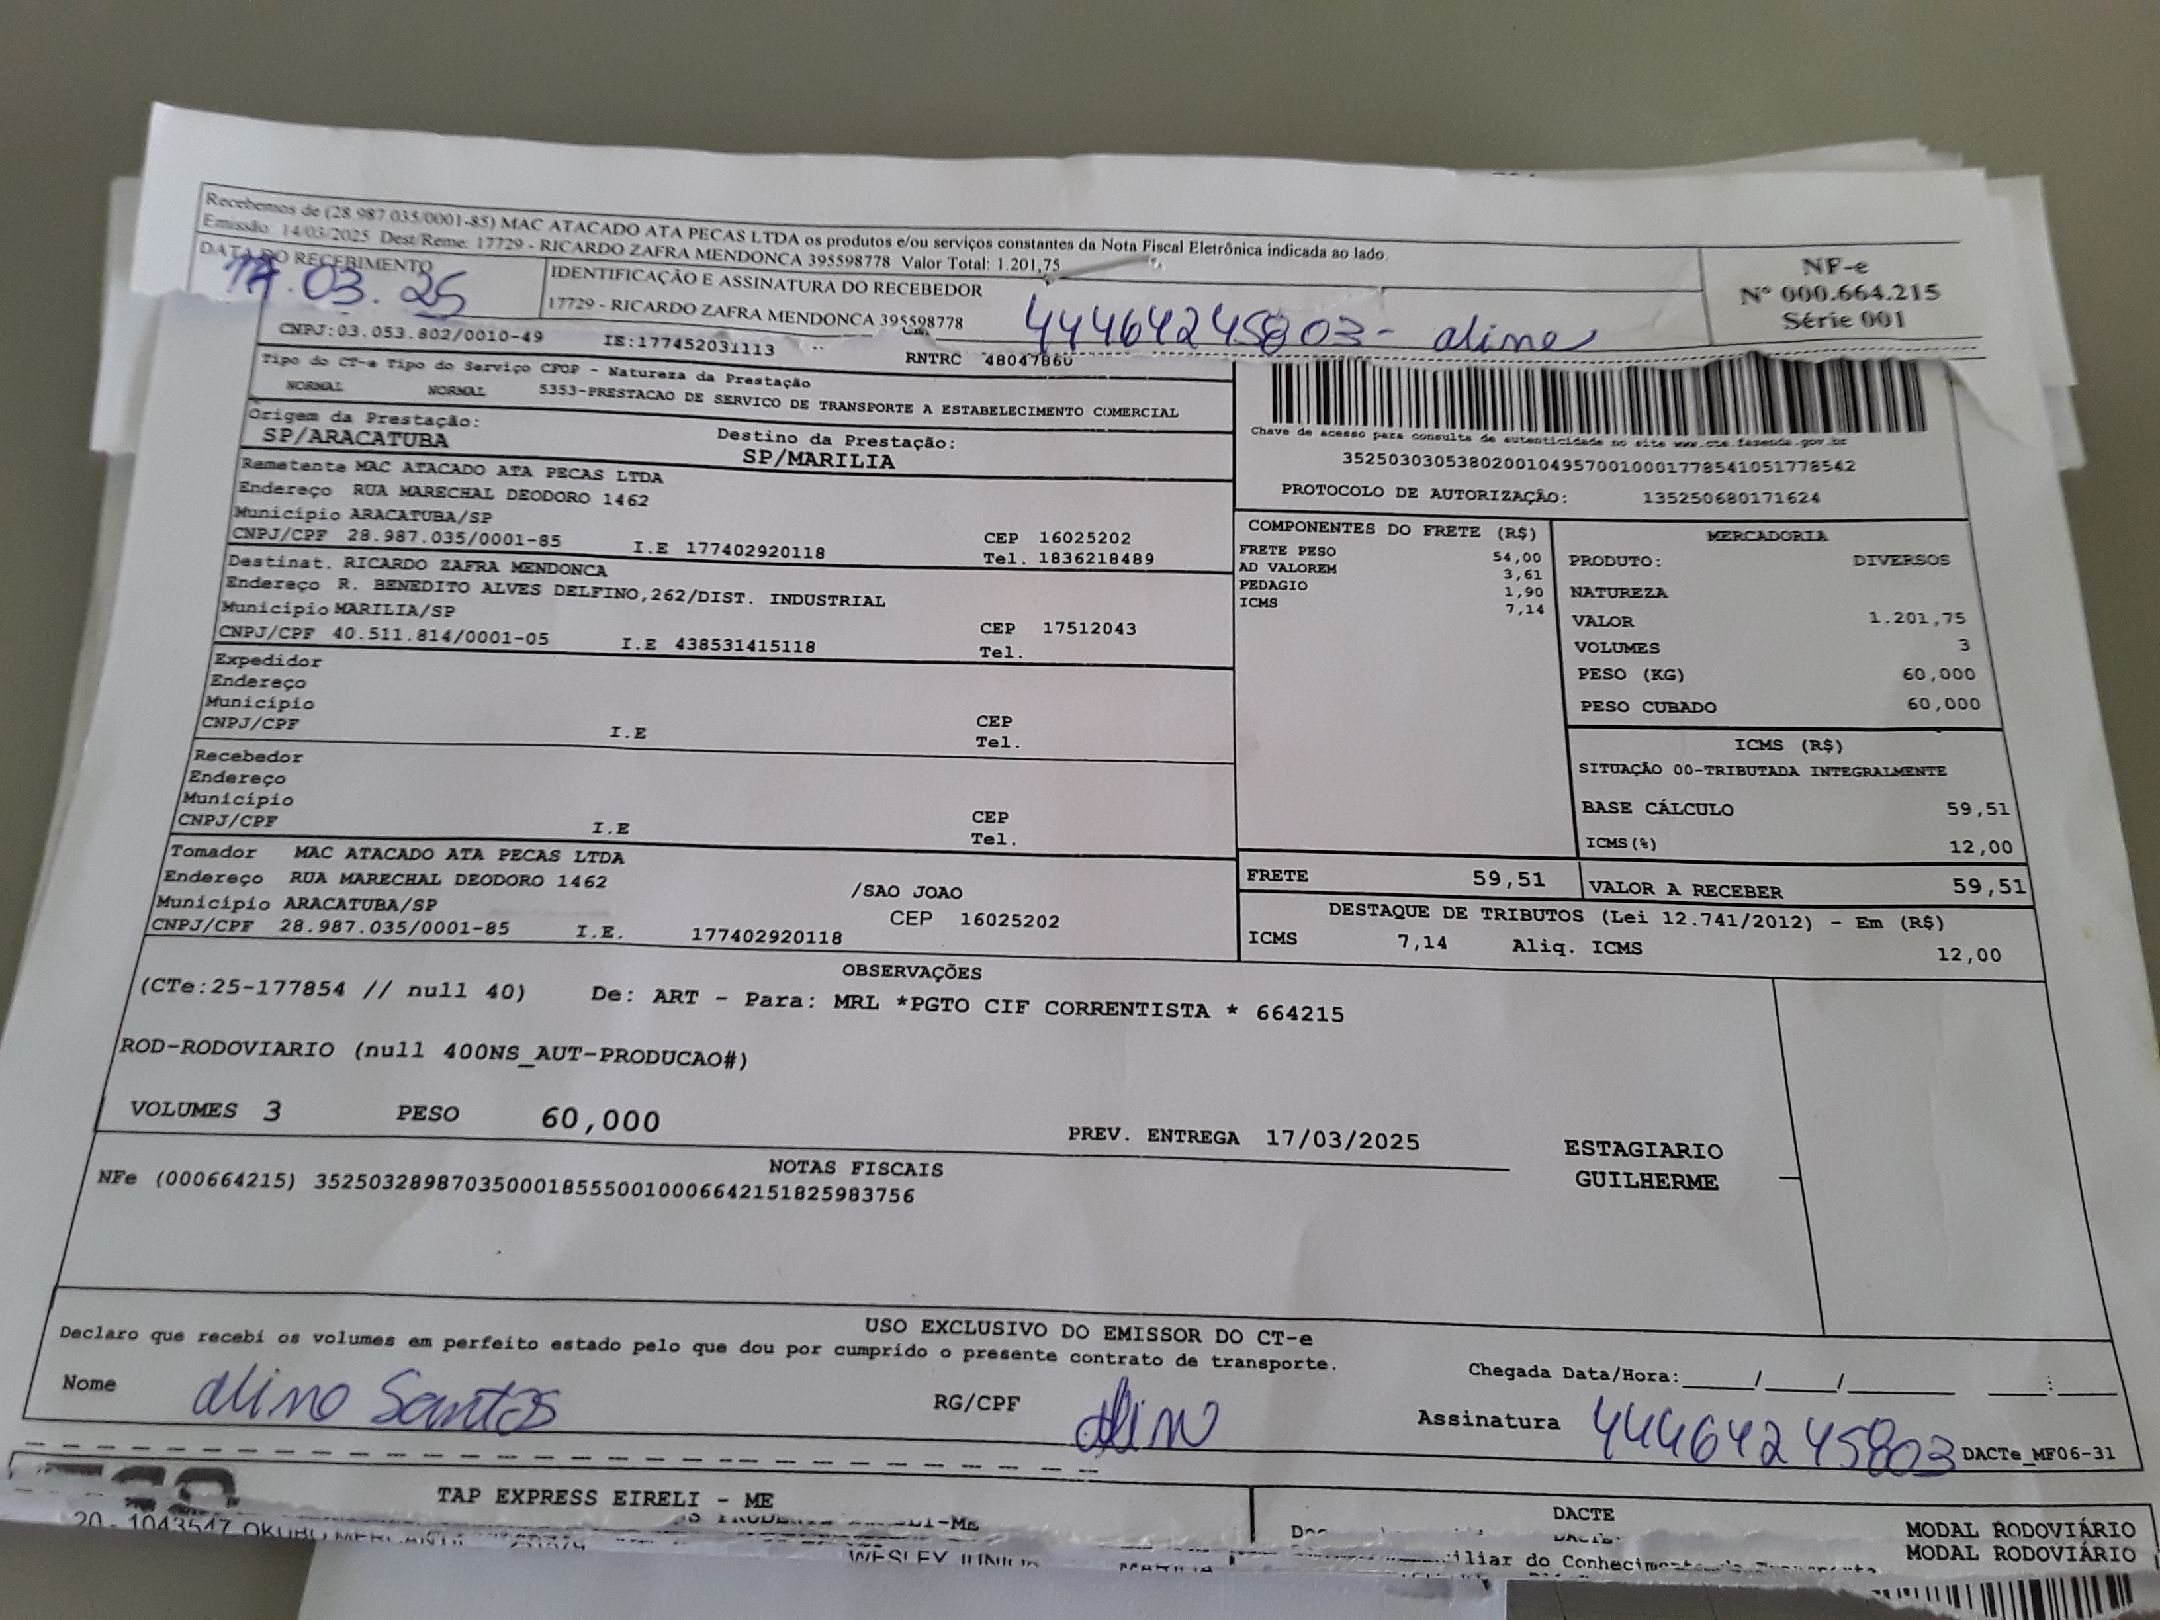 Recebemos de (28.987.035/0001-85) MAC ATACADO ATA PECAS LTDA os produtos e/ou serviços constantes da Nota Fiscal Eletrônica indicada ao lado.
Emissão 14/03/2025 Dest/Reme. 17729 - RICARDO ZAFRA MENDONCA 395598778 Valor Total: 1.201,75
DATA DO RECEBIMENTO
17.03.25
IDENTIFICAÇÃO E ASSINATURA DO RECEBEDOR
17729 - RICARDO ZAFRA MENDONCA 395598778
44464245803 - aline
NF-e
Nº 000.664.215
Série 001
CNPJ:03.053.802/0010-49 IE:177452031113 RNTRC 48047860
Tipo do CT-e Tipo do Serviço CFOP - Natureza da Prestação
NORMAL NORMAL 5353-PRESTACAO DE SERVICO DE TRANSPORTE A ESTABELECIMENTO COMERCIAL
Origem da Prestação: Destino da Prestação:
SP/ARACATUBA SP/MARILIA
Chave de acesso para consulta de autenticidade no site www.cte.fazenda.gov.br
35250303053802001049570010001778541051778542
PROTOCOLO DE AUTORIZAÇÃO: 135250680171624
Remetente MAC ATACADO ATA PECAS LTDA
Endereço RUA MARECHAL DEODORO 1462
Município ARACATUBA/SP CEP 16025202
CNPJ/CPF 28.987.035/0001-85 I.E 177402920118 Tel. 1836218489
Destinat. RICARDO ZAFRA MENDONCA
Endereço R. BENEDITO ALVES DELFINO,262/DIST. INDUSTRIAL
Município MARILIA/SP CEP 17512043
CNPJ/CPF 40.511.814/0001-05 I.E 438531415118 Tel.
Expedidor
Endereço
Município CEP
CNPJ/CPF I.E Tel.
Recebedor
Endereço
Município CEP
CNPJ/CPF I.E Tel.
Tomador MAC ATACADO ATA PECAS LTDA
Endereço RUA MARECHAL DEODORO 1462 /SAO JOAO
Município ARACATUBA/SP CEP 16025202
CNPJ/CPF 28.987.035/0001-85 I.E. 177402920118
COMPONENTES DO FRETE (R$)
FRETE PESO 54,00
AD VALOREM 3,61
PEDAGIO 1,90
ICMS 7,14
MERCADORIA
PRODUTO: DIVERSOS
NATUREZA
VALOR 1.201,75
VOLUMES 3
PESO (KG) 60,000
PESO CUBADO 60,000
ICMS (R$)
SITUAÇÃO 00-TRIBUTADA INTEGRALMENTE
BASE CÁLCULO 59,51
ICMS(%) 12,00
FRETE 59,51 VALOR A RECEBER 59,51
DESTAQUE DE TRIBUTOS (Lei 12.741/2012) - Em (R$)
ICMS 7,14 Aliq. ICMS 12,00
OBSERVAÇÕES
(CTe:25-177854 // null 40) De: ART - Para: MRL *PGTO CIF CORRENTISTA * 664215
ROD-RODOVIARIO (null 400NS_AUT-PRODUCAO#)
VOLUMES 3 PESO 60,000 PREV. ENTREGA 17/03/2025
ESTAGIARIO
GUILHERME
NOTAS FISCAIS
NFe (000664215) 35250328987035000185550010006642151825983756
USO EXCLUSIVO DO EMISSOR DO CT-e
Declaro que recebi os volumes em perfeito estado pelo que dou por cumprido o presente contrato de transporte.
Chegada Data/Hora:____/____/______ ___:___
Nome aline Santos RG/CPF aline Assinatura 44464245803 DACTe_MF06-31
TAP EXPRESS EIRELI - ME DACTE
MODAL RODOVIÁRIO
MODAL RODOVIÁRIO
20 - 1043547
WESLEY JUNIOR